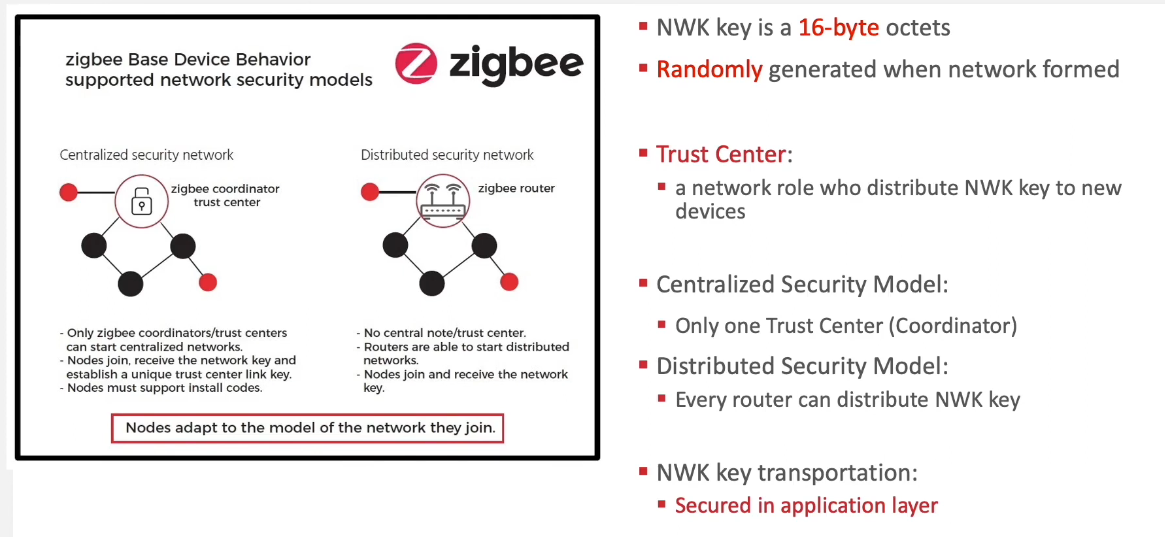 zigbee Base Device Behavior
supported network security models
zigbee
Centralized security network
zigbee coordinator
trust center
- Only zigbee coordinators/trust centers
can start centralized networks.
- Nodes join, receive the network key and
establish a unique trust center link key.
- Nodes must support install codes.
Distributed security network
zigbee router
- No central note/trust center.
- Routers are able to start distributed
networks.
- Nodes join and receive the network
key.
Nodes adapt to the model of the network they join.
▪ NWK key is a 16-byte octets
▪ Randomly generated when network formed
▪ Trust Center:
▪ a network role who distribute NWK key to new
devices
▪ Centralized Security Model:
▪ Only one Trust Center (Coordinator)
▪ Distributed Security Model:
▪ Every router can distribute NWK key
▪ NWK key transportation:
▪ Secured in application layer